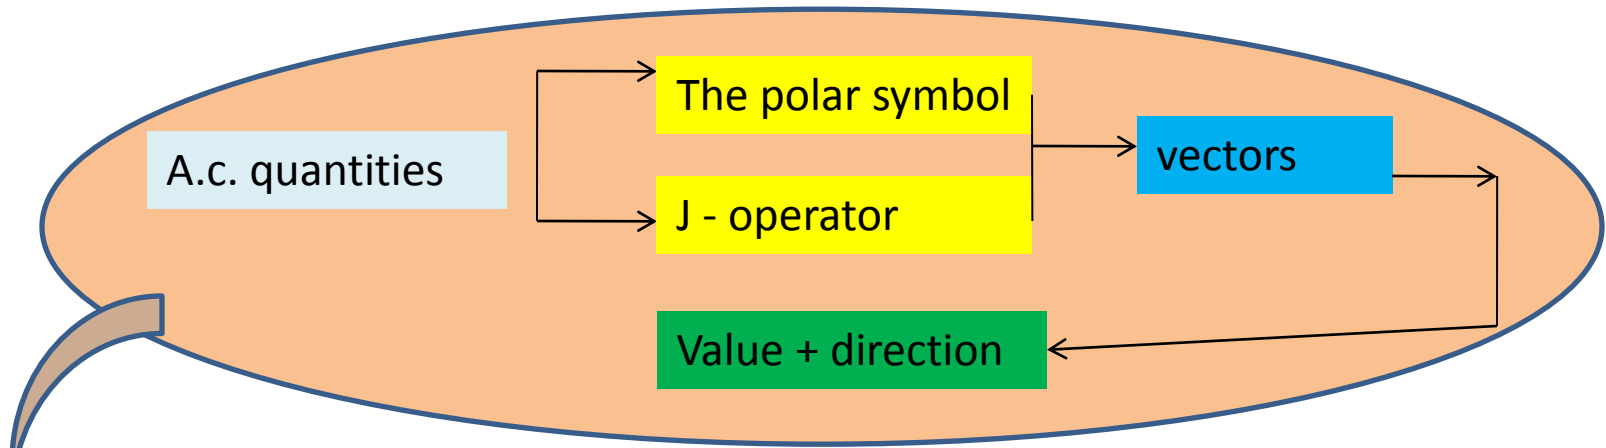 The polar symbol
A.c. quantities
vectors
J - operator
Value + direction